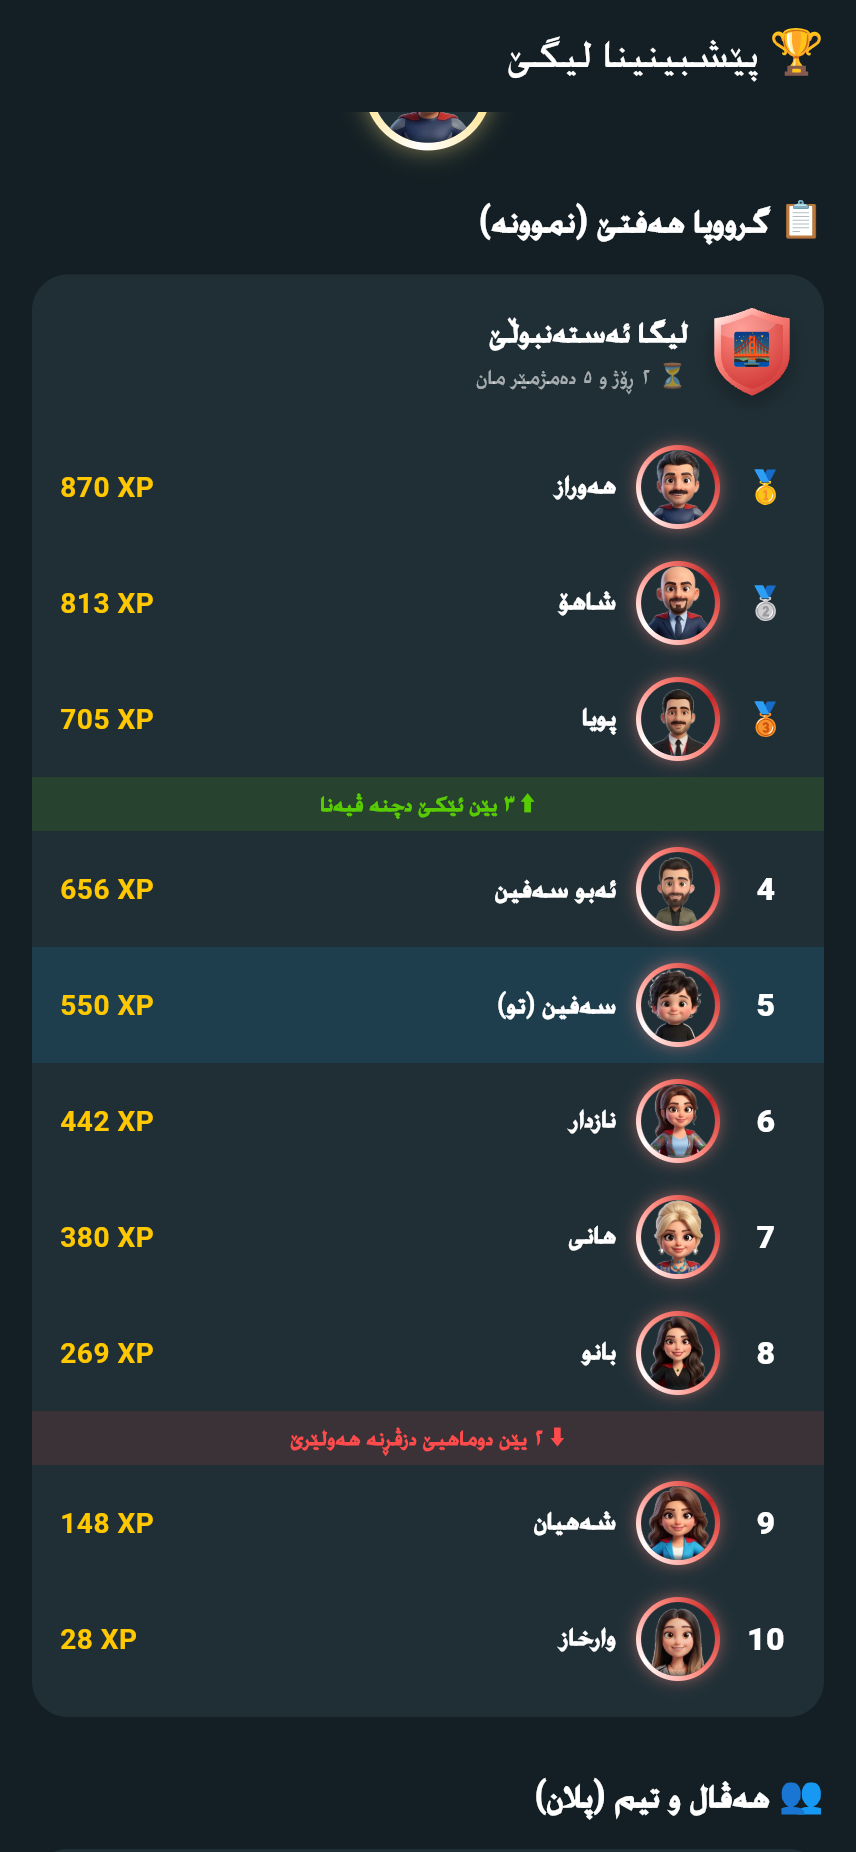 🏆 پێشبینینا لیگێ
📋 گرووپا هەفتێ (نموونە)
لیگا ئەستەنبوڵێ
⏳ ٢ ڕۆژ و ٥ دەمژمێر مان
🥇 هەوراز 870 XP
🥈 شاهۆ 813 XP
🥉 پویا 705 XP
⬆ ٣ یێن ئێکێ دچنە ڤیەنا
4 ئەبو سەفین 656 XP
5 سەفین (تو) 550 XP
6 نازدار 442 XP
7 هانی 380 XP
8 بانو 269 XP
⬇ ٢ یێن دوماهیێ دزڤڕنە هەولێرێ
9 شەهیان 148 XP
10 وارخاز 28 XP
👥 هەڤال و تیم (پلان)